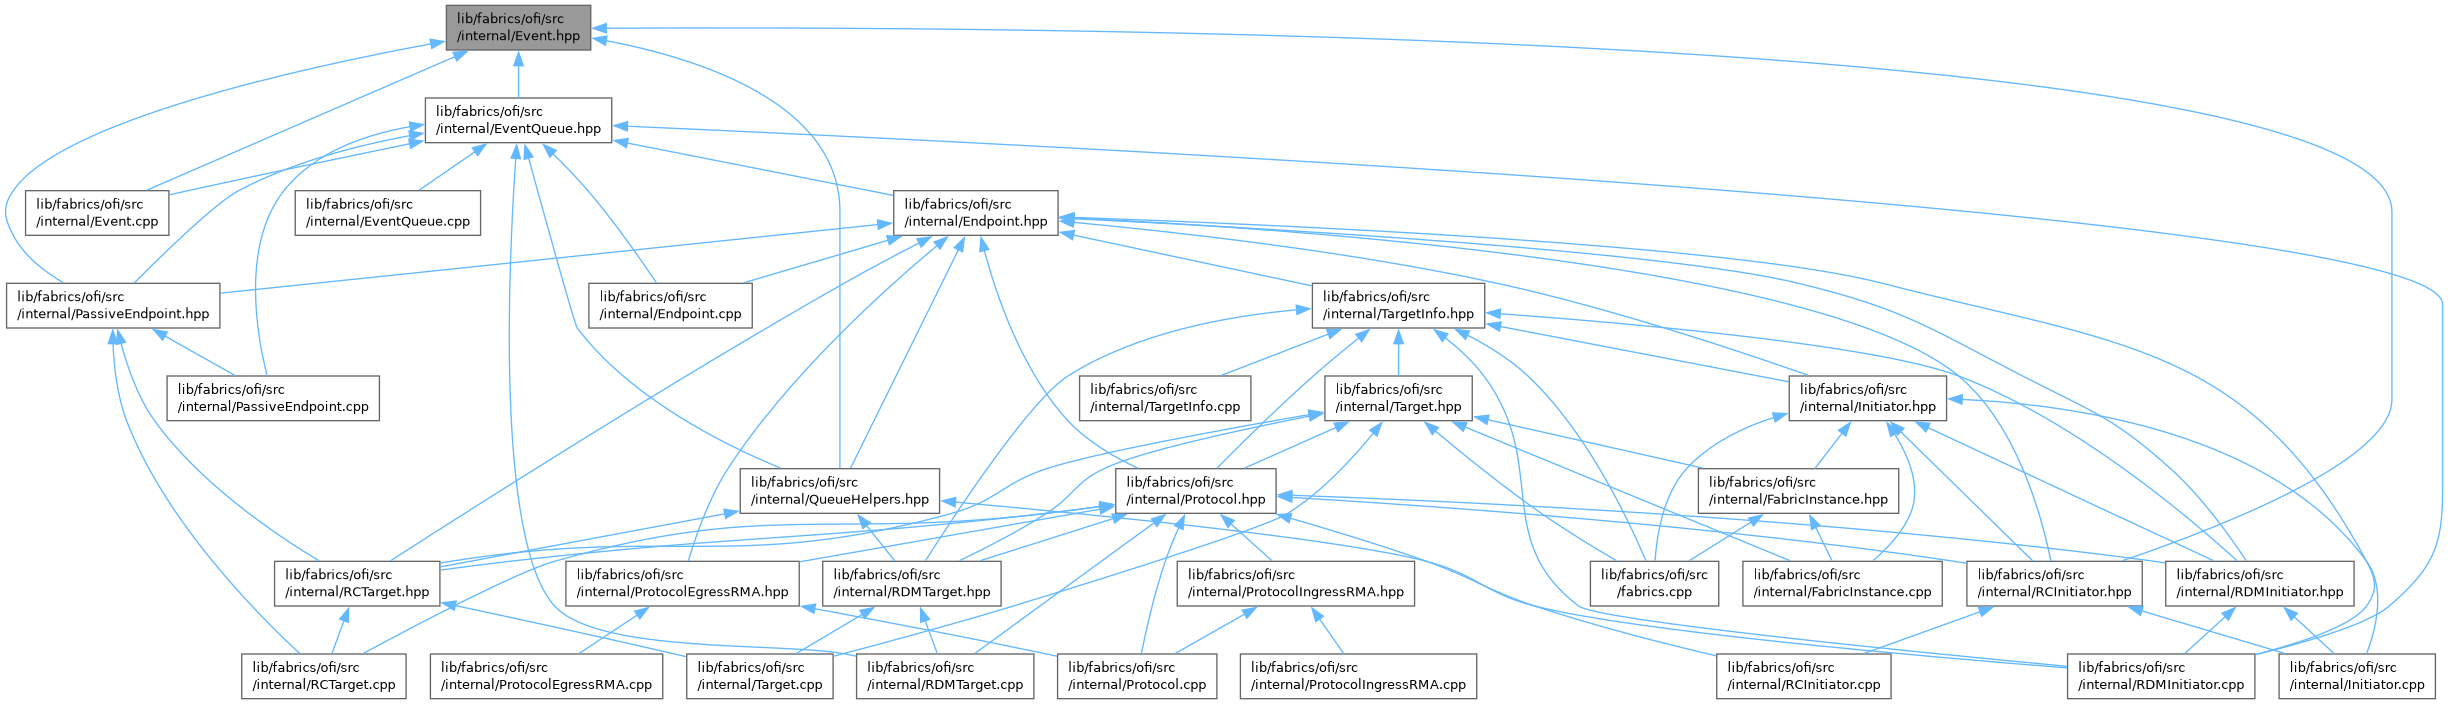 lib/fabrics/ofi/src
/internal/Event.hpp
lib/fabrics/ofi/src
/internal/EventQueue.hpp
lib/fabrics/ofi/src
/internal/Event.cpp
lib/fabrics/ofi/src
/internal/EventQueue.cpp
lib/fabrics/ofi/src
/internal/Endpoint.hpp
lib/fabrics/ofi/src
/internal/PassiveEndpoint.hpp
lib/fabrics/ofi/src
/internal/Endpoint.cpp
lib/fabrics/ofi/src
/internal/TargetInfo.hpp
lib/fabrics/ofi/src
/internal/PassiveEndpoint.cpp
lib/fabrics/ofi/src
/internal/TargetInfo.cpp
lib/fabrics/ofi/src
/internal/Target.hpp
lib/fabrics/ofi/src
/internal/Initiator.hpp
lib/fabrics/ofi/src
/internal/QueueHelpers.hpp
lib/fabrics/ofi/src
/internal/Protocol.hpp
lib/fabrics/ofi/src
/internal/FabricInstance.hpp
lib/fabrics/ofi/src
/internal/RCTarget.hpp
lib/fabrics/ofi/src
/internal/ProtocolEgressRMA.hpp
lib/fabrics/ofi/src
/internal/RDMTarget.hpp
lib/fabrics/ofi/src
/internal/ProtocolIngressRMA.hpp
lib/fabrics/ofi/src
/fabrics.cpp
lib/fabrics/ofi/src
/internal/FabricInstance.cpp
lib/fabrics/ofi/src
/internal/RCInitiator.hpp
lib/fabrics/ofi/src
/internal/RDMInitiator.hpp
lib/fabrics/ofi/src
/internal/RCTarget.cpp
lib/fabrics/ofi/src
/internal/ProtocolEgressRMA.cpp
lib/fabrics/ofi/src
/internal/Target.cpp
lib/fabrics/ofi/src
/internal/RDMTarget.cpp
lib/fabrics/ofi/src
/internal/Protocol.cpp
lib/fabrics/ofi/src
/internal/ProtocolIngressRMA.cpp
lib/fabrics/ofi/src
/internal/RCInitiator.cpp
lib/fabrics/ofi/src
/internal/RDMInitiator.cpp
lib/fabrics/ofi/src
/internal/Initiator.cpp